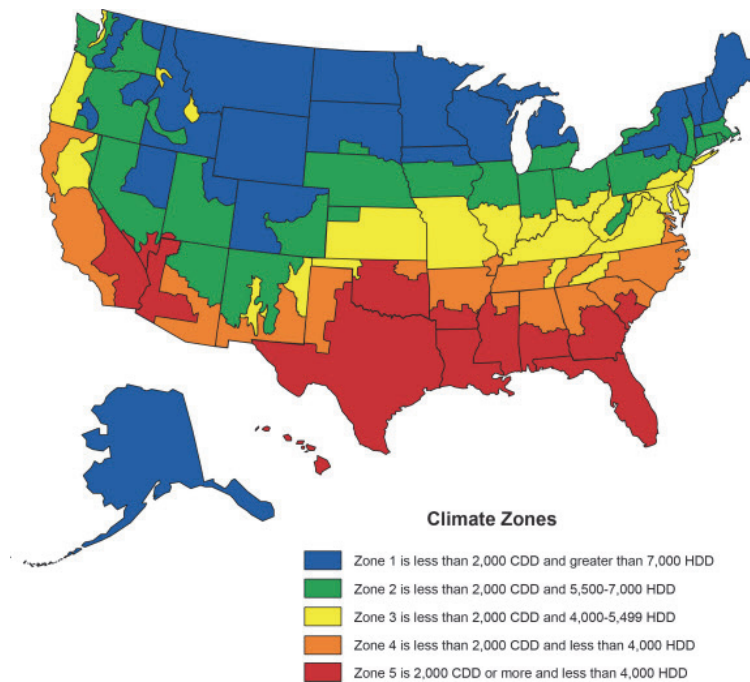 Climate Zones
Zone 1 is less than 2,000 CDD and greater than 7,000 HDD
Zone 2 is less than 2,000 CDD and 5,500-7,000 HDD
Zone 3 is less than 2,000 CDD and 4,000-5,499 HDD
Zone 4 is less than 2,000 CDD and less than 4,000 HDD
Zone 5 is 2,000 CDD or more and less than 4,000 HDD